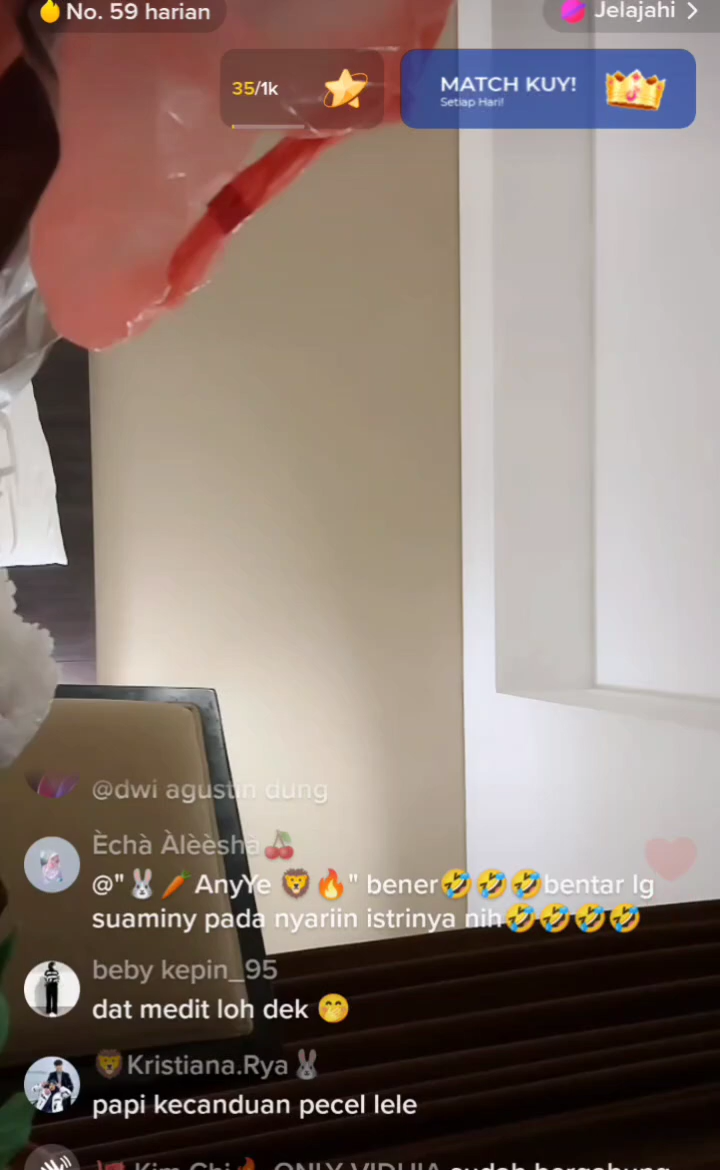 No. 59 harian
Jelajahi >
35/1k
MATCH KUY!
Setiap Hari!
@dwi agustin dung
Èchà Àlèèshà🍒
@"🐰🥕AnyYe 🦁🔥" bener🤣🤣🤣bentar lg
suaminy pada nyariin istrinya nih🤣🤣🤣🤣
beby kepin_95
dat medit loh dek 🤭
🦁Kristiana.Rya🐰
papi kecanduan pecel lele